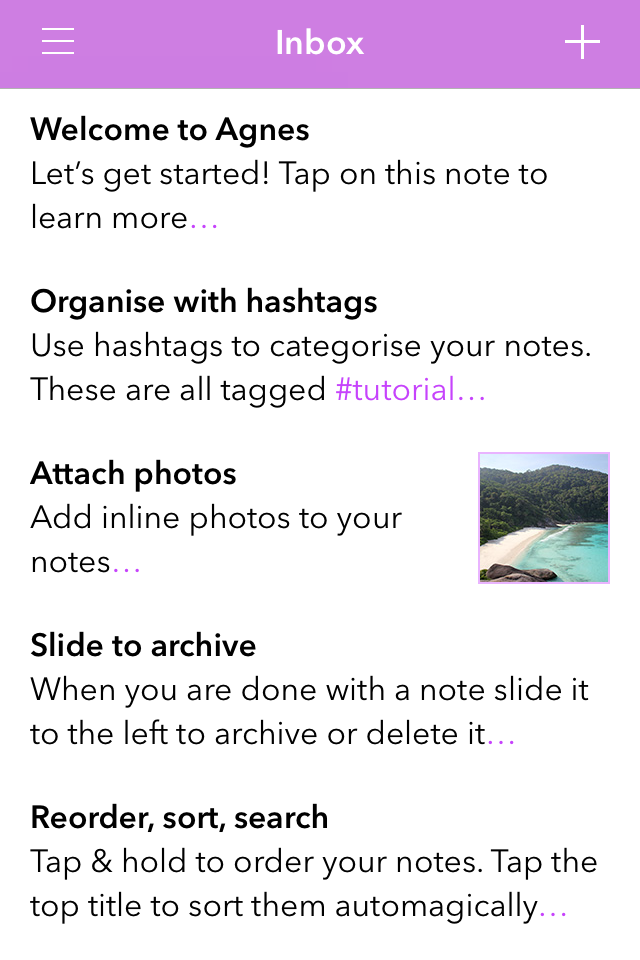 Inbox
Welcome to Agnes
Let’s get started! Tap on this note to
learn more…
Organise with hashtags
Use hashtags to categorise your notes.
These are all tagged #tutorial…
Attach photos
Add inline photos to your
notes…
Slide to archive
When you are done with a note slide it
to the left to archive or delete it…
Reorder, sort, search
Tap & hold to order your notes. Tap the
top title to sort them automagically…